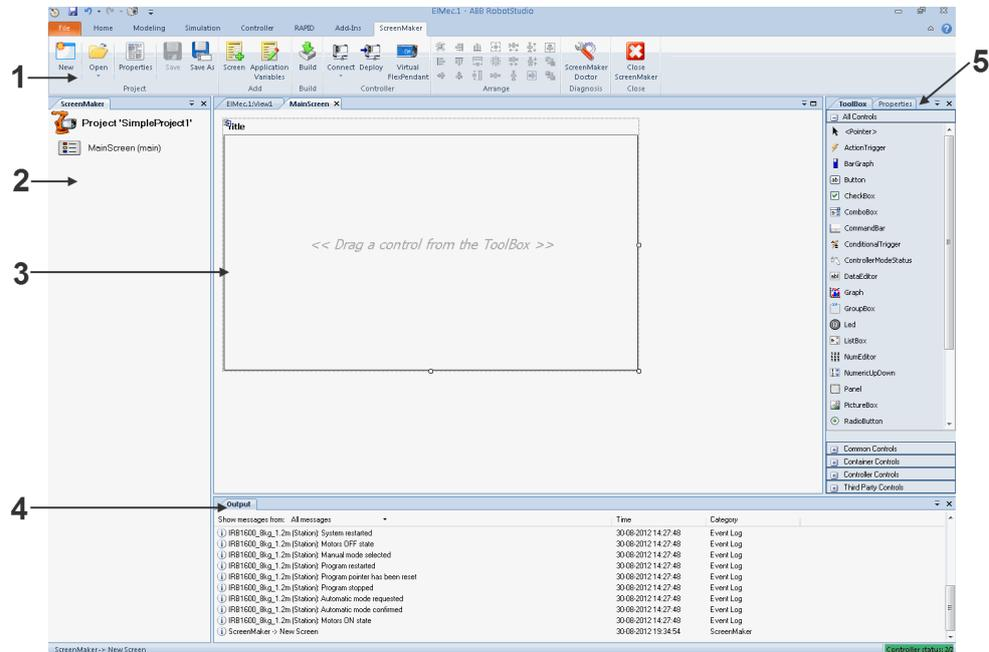 ElMec.1 - ABB RobotStudio
File Home Modeling Simulation Controller RAPID Add-Ins ScreenMaker
New Open Properties Save Save As Screen Application Variables Build Connect Deploy Virtual FlexPendant ScreenMaker Doctor Close ScreenMaker
Project Add Build Controller Arrange Diagnosis Close
1
2
3
4
5
ScreenMaker
Project 'SimpleProject1'
MainScreen (main)
ElMec.1:View1 MainScreen
Title
<< Drag a control from the ToolBox >>
ToolBox Properties
All Controls
<Pointer>
ActionTrigger
BarGraph
Button
CheckBox
ComboBox
CommandBar
ConditionalTrigger
ControllerModeStatus
DataEditor
Graph
GroupBox
Led
ListBox
NumEditor
NumericUpDown
Panel
PictureBox
RadioButton
Common Controls
Container Controls
Controller Controls
Third Party Controls
Output
Show messages from: All messages Time Category
IRB1600_8kg_1.2m (Station): System restarted 30-08-2012 14:27:48 Event Log
IRB1600_8kg_1.2m (Station): Motors OFF state 30-08-2012 14:27:48 Event Log
IRB1600_8kg_1.2m (Station): Manual mode selected 30-08-2012 14:27:48 Event Log
IRB1600_8kg_1.2m (Station): Program restarted 30-08-2012 14:27:48 Event Log
IRB1600_8kg_1.2m (Station): Program pointer has been reset 30-08-2012 14:27:48 Event Log
IRB1600_8kg_1.2m (Station): Program stopped 30-08-2012 14:27:48 Event Log
IRB1600_8kg_1.2m (Station): Automatic mode requested 30-08-2012 14:27:48 Event Log
IRB1600_8kg_1.2m (Station): Automatic mode confirmed 30-08-2012 14:27:48 Event Log
IRB1600_8kg_1.2m (Station): Motors ON state 30-08-2012 14:27:48 Event Log
ScreenMaker -> New Screen 30-08-2012 19:34:54 ScreenMaker
ScreenMaker -> New Screen Controller status: 2/2